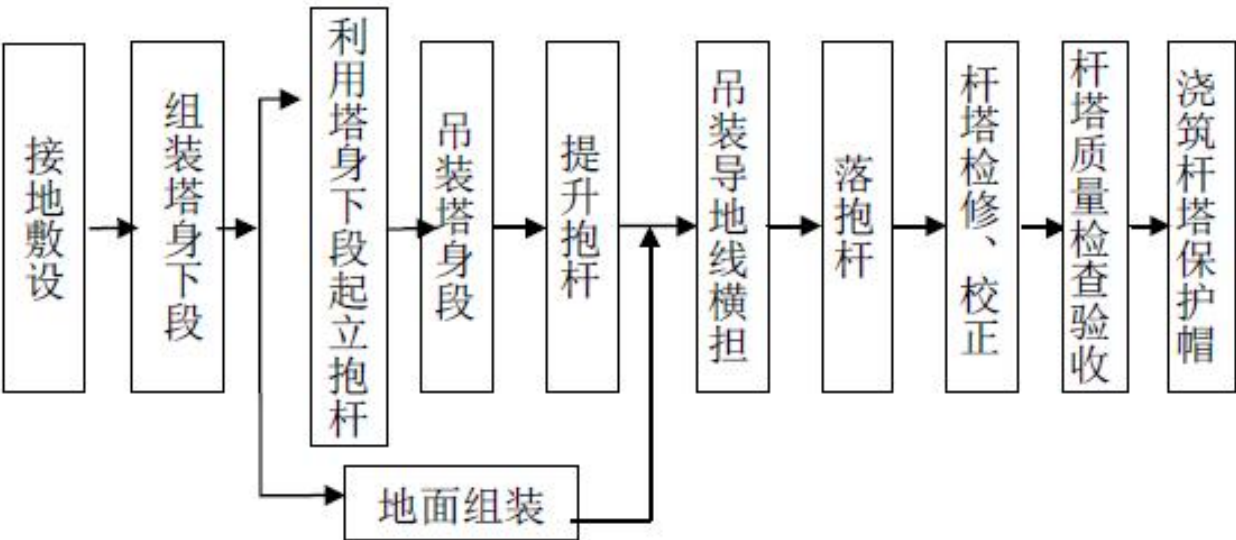 接地敷设
组装塔身下段
利用塔身下段起立抱杆
吊装塔身段
提升抱杆
吊装导地线横担
落抱杆
杆塔检修、校正
杆塔质量检查验收
浇筑杆塔保护帽
地面组装